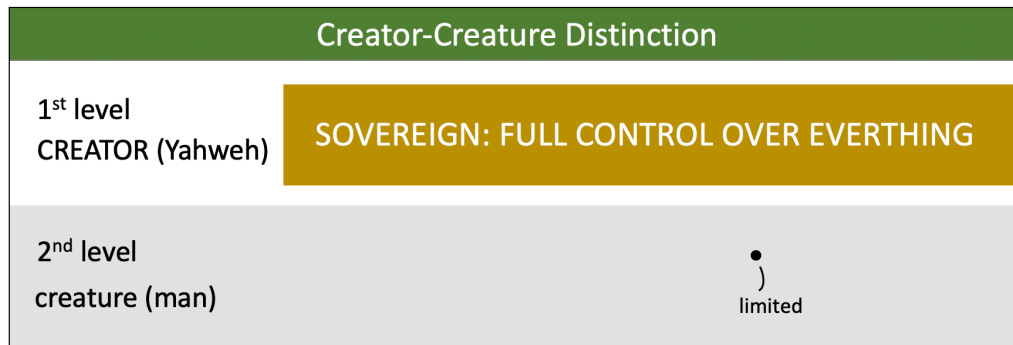 Creator-Creature Distinction
1st level
CREATOR (Yahweh)
SOVEREIGN: FULL CONTROL OVER EVERTHING
2nd level
creature (man)
limited